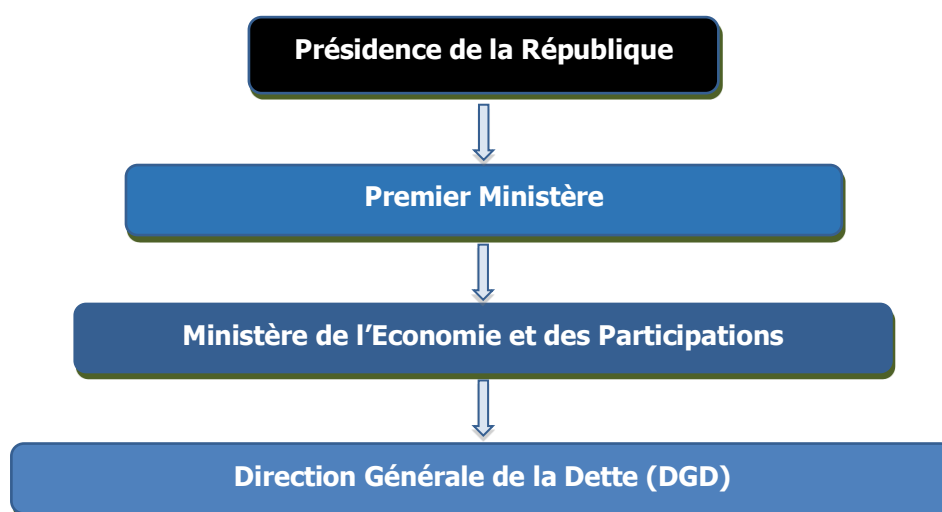 Présidence de la République
Premier Ministère
Ministère de l’Economie et des Participations
Direction Générale de la Dette (DGD)